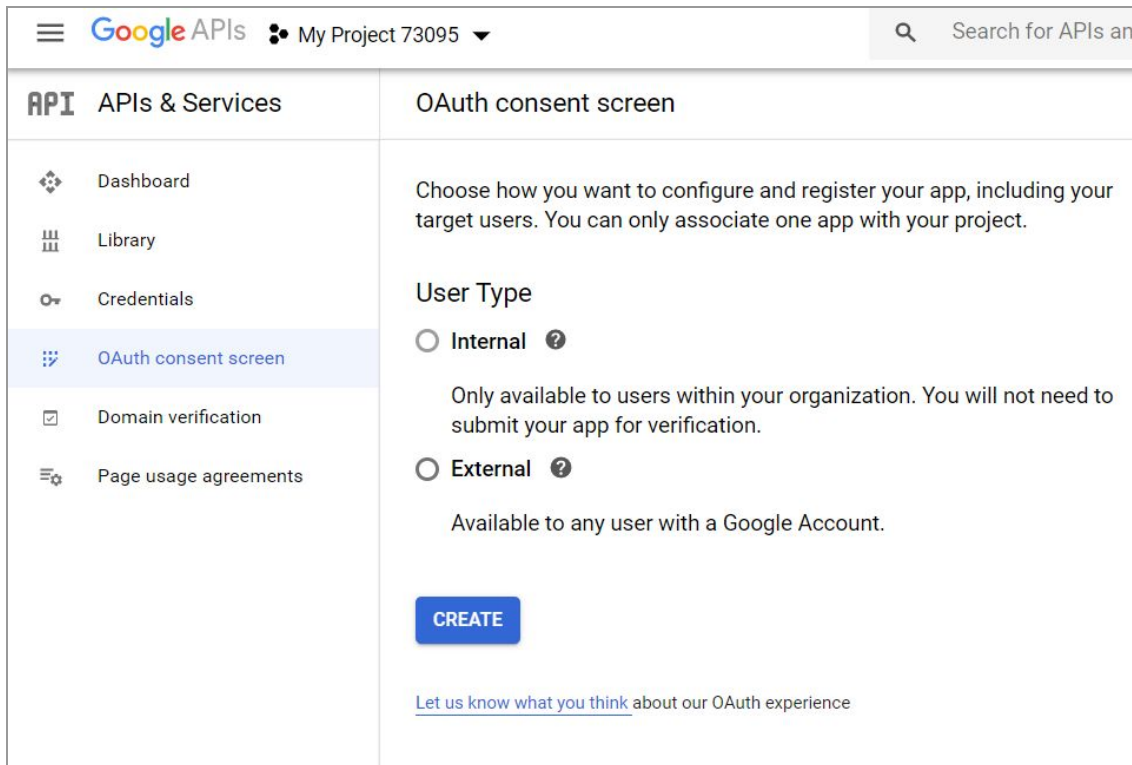 Google APIs My Project 73095 Search for APIs an
API APIs & Services
OAuth consent screen
Dashboard
Library
Credentials
OAuth consent screen
Domain verification
Page usage agreements
Choose how you want to configure and register your app, including your
target users. You can only associate one app with your project.
User Type
Internal ?
Only available to users within your organization. You will not need to
submit your app for verification.
External ?
Available to any user with a Google Account.
CREATE
Let us know what you think about our OAuth experience